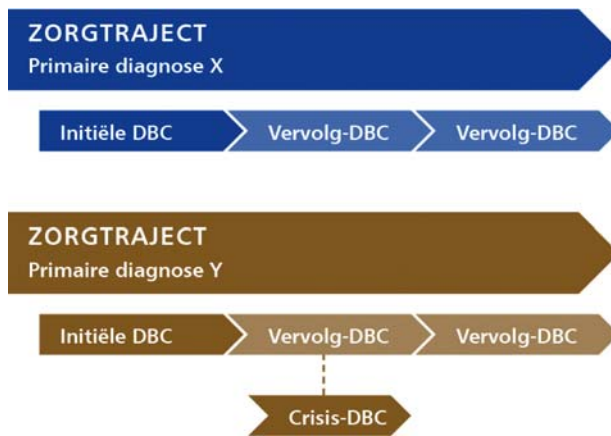 ZORGTRAJECT
Primaire diagnose X
Initiële DBC
Vervolg-DBC
Vervolg-DBC
ZORGTRAJECT
Primaire diagnose Y
Initiële DBC
Vervolg-DBC
Vervolg-DBC
Crisis-DBC